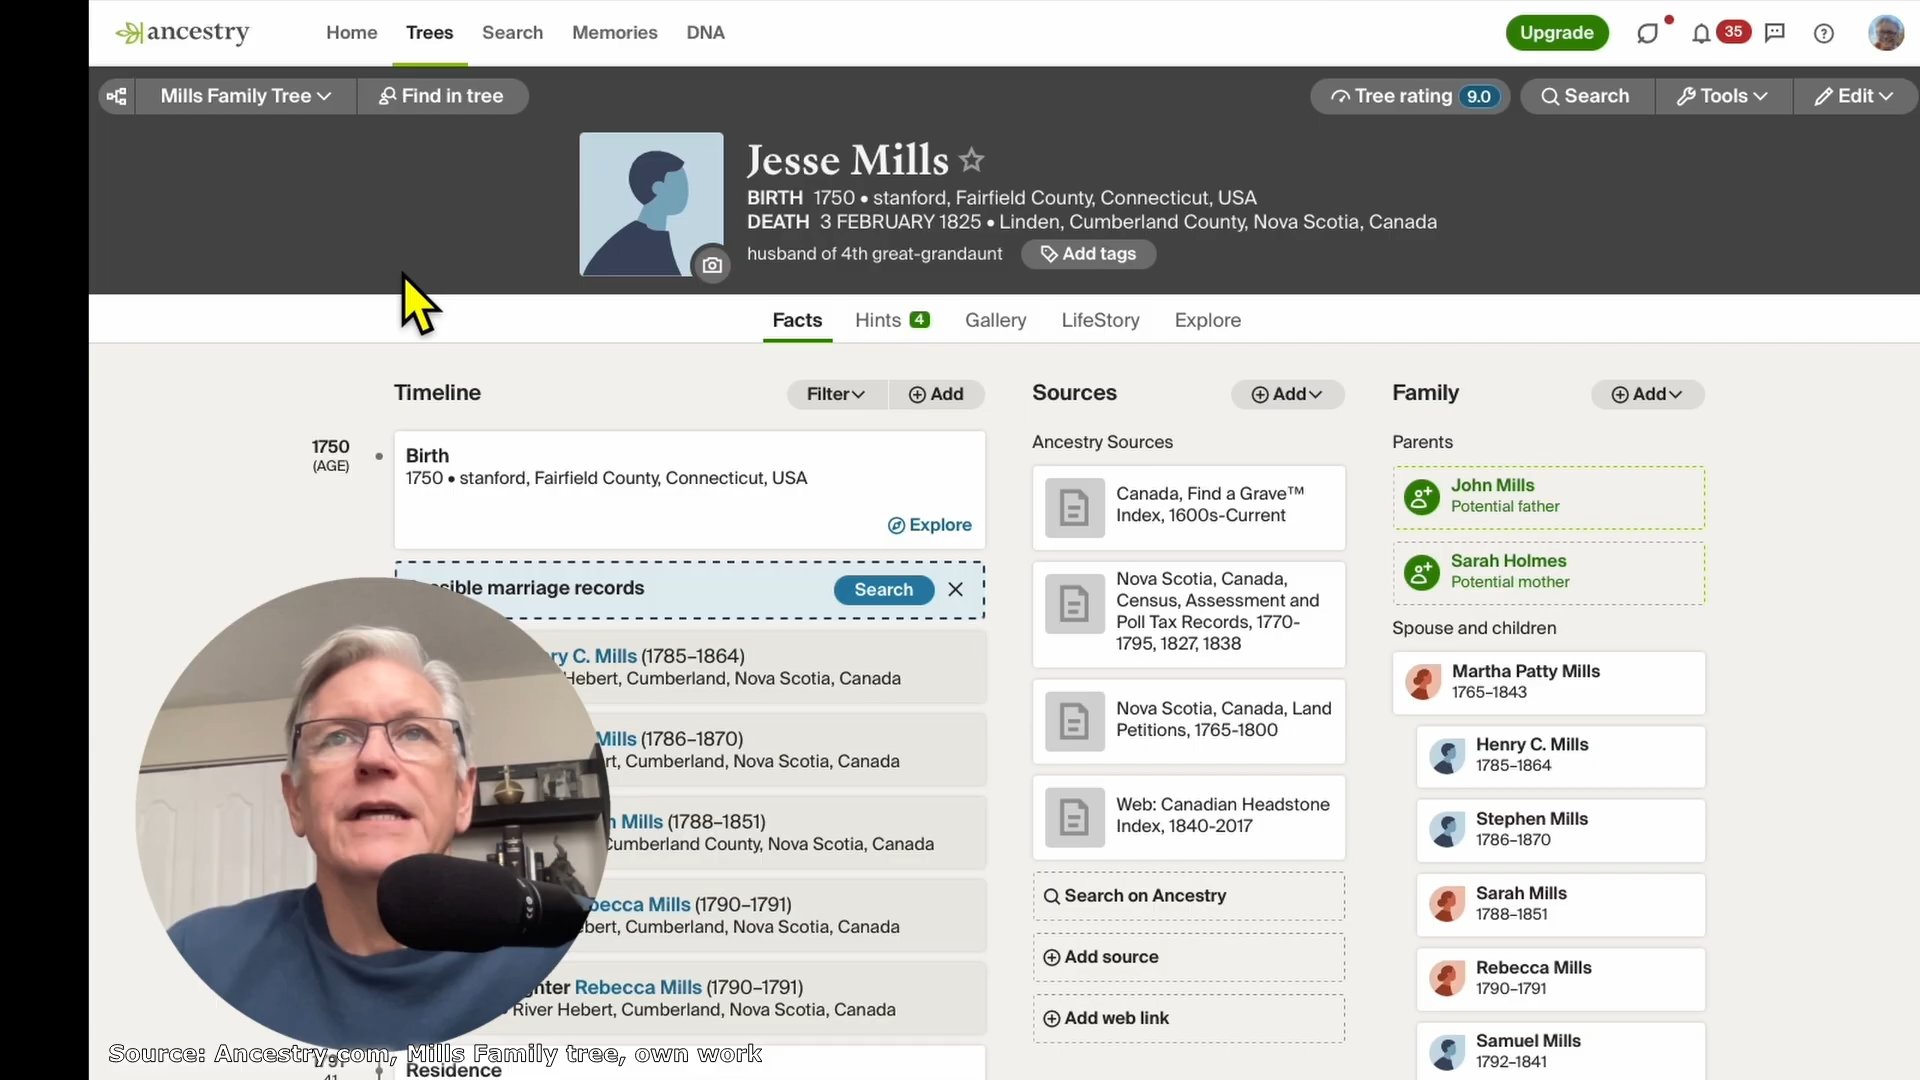 ancestry
Home
Trees
Search
Memories
DNA
Upgrade
35
Mills Family Tree
Find in tree
Tree rating 9.0
Search
Tools
Edit
Jesse Mills
BIRTH 1750 • stanford, Fairfield County, Connecticut, USA
DEATH 3 FEBRUARY 1825 • Linden, Cumberland County, Nova Scotia, Canada
husband of 4th great-grandaunt
Add tags
Facts
Hints 4
Gallery
LifeStory
Explore
Timeline
Filter
Add
1750
(AGE)
Birth
1750 • stanford, Fairfield County, Connecticut, USA
Explore
sible marriage records
Search
ry C. Mills (1785–1864)
Hebert, Cumberland, Nova Scotia, Canada
Mills (1786–1870)
rt, Cumberland, Nova Scotia, Canada
n Mills (1788–1851)
Cumberland County, Nova Scotia, Canada
becca Mills (1790–1791)
ebert, Cumberland, Nova Scotia, Canada
hter Rebecca Mills (1790–1791)
River Hebert, Cumberland, Nova Scotia, Canada
1791
41
Residence
Sources
Add
Ancestry Sources
Canada, Find a Grave™
Index, 1600s-Current
Nova Scotia, Canada,
Census, Assessment and
Poll Tax Records, 1770-
1795, 1827, 1838
Nova Scotia, Canada, Land
Petitions, 1765-1800
Web: Canadian Headstone
Index, 1840-2017
Search on Ancestry
Add source
Add web link
Family
Add
Parents
John Mills
Potential father
Sarah Holmes
Potential mother
Spouse and children
Martha Patty Mills
1765–1843
Henry C. Mills
1785–1864
Stephen Mills
1786–1870
Sarah Mills
1788–1851
Rebecca Mills
1790–1791
Samuel Mills
1792–1841
Source: Ancestry.com, Mills Family tree, own work